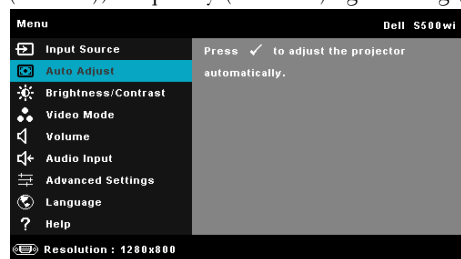 Menu
Dell S500wi
Input Source
Auto Adjust
Brightness/Contrast
Video Mode
Volume
Audio Input
Advanced Settings
Language
Help
Press ✓ to adjust the projector
automatically.
Resolution : 1280x800